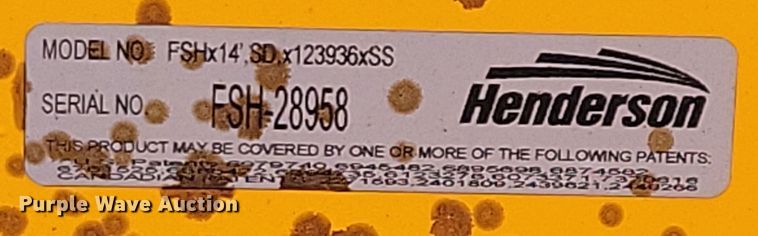 MODEL NO. FSHx14',SD,x123936xSS
Henderson
SERIAL NO. FSH-28958
THIS PRODUCT MAY BE COVERED BY ONE OR MORE OF THE FOLLOWING PATENTS:
Purple Wave Auction